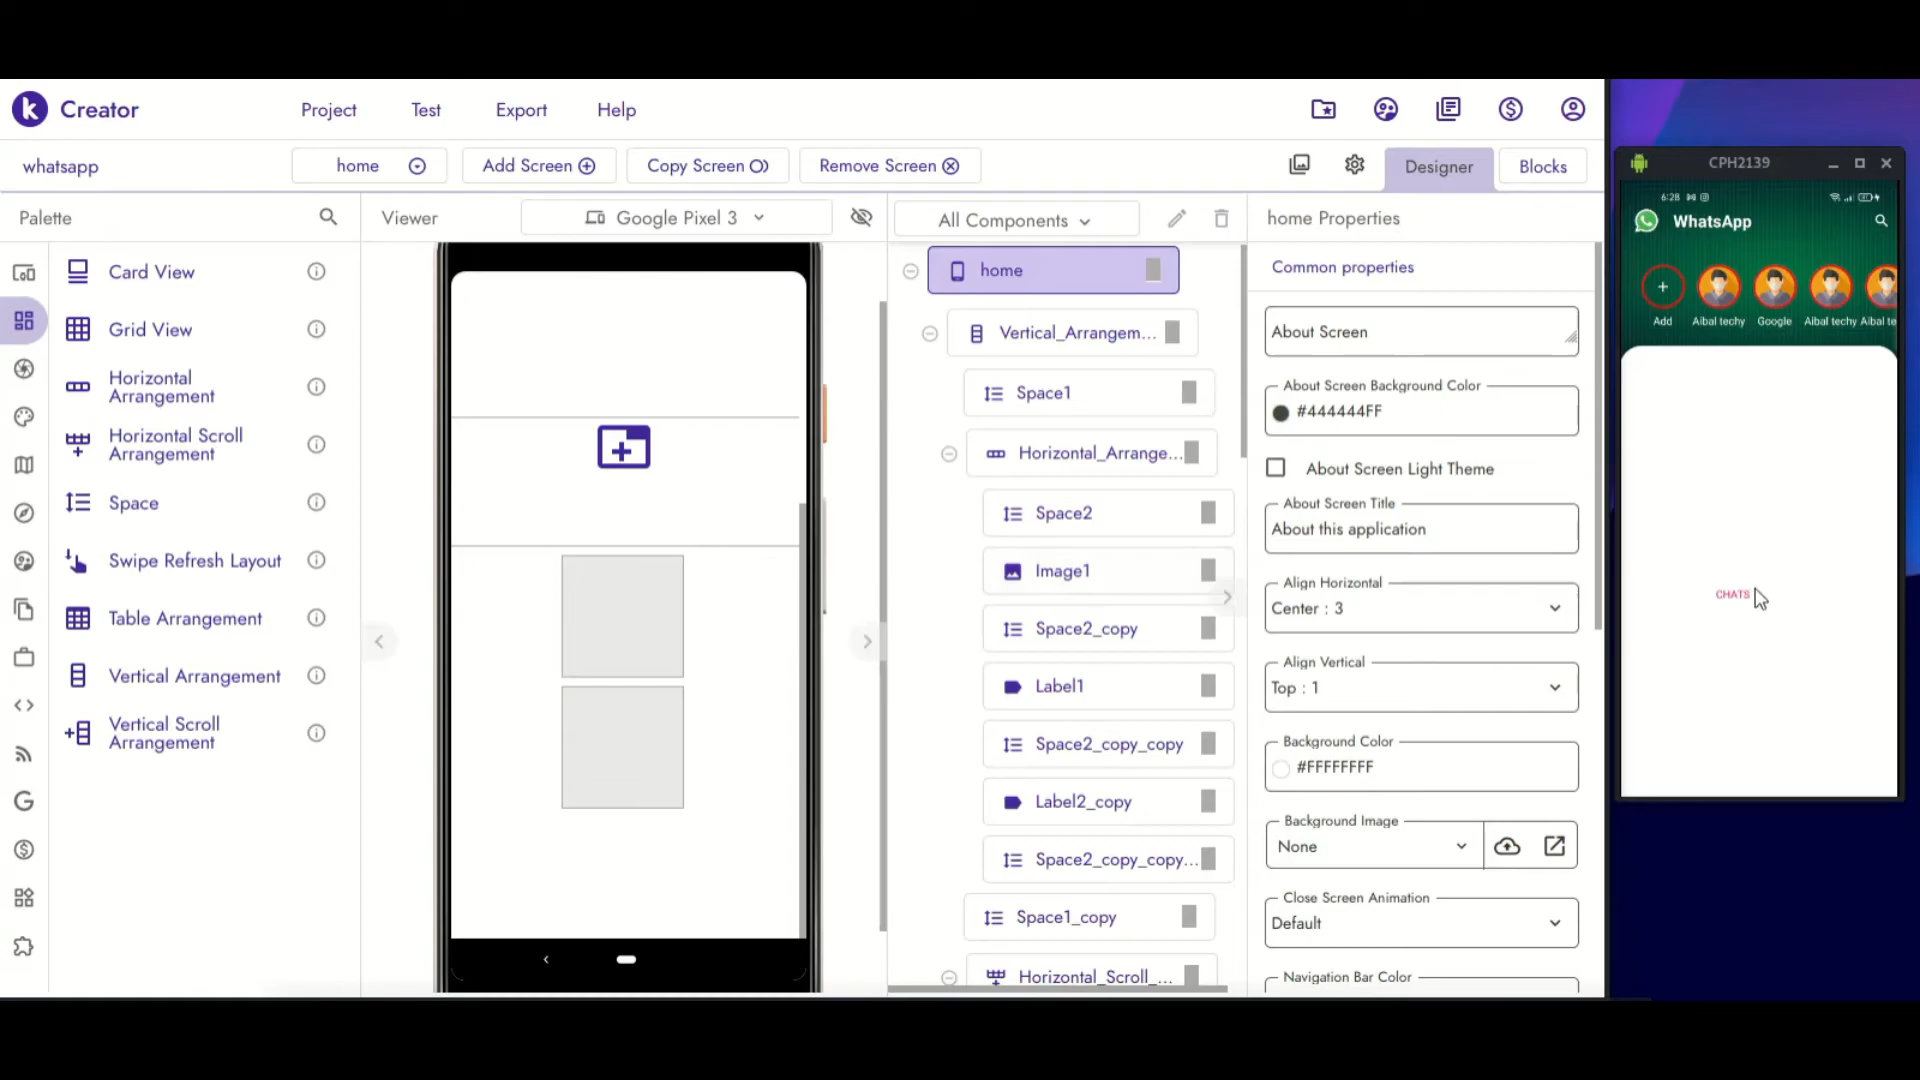 Creator
Project
Test
Export
Help
whatsapp
home
Add Screen
Copy Screen
Remove Screen
Designer
Blocks
Palette
Viewer
Google Pixel 3
All Components
home Properties
Card View
Grid View
Horizontal
Arrangement
Horizontal Scroll
Arrangement
Space
Swipe Refresh Layout
Table Arrangement
Vertical Arrangement
Vertical Scroll
Arrangement
home
Vertical_Arrangem...
Space1
Horizontal_Arrange...
Space2
Image1
Space2_copy
Label1
Space2_copy_copy
Label2_copy
Space2_copy_copy...
Space1_copy
Horizontal_Scroll_...
Common properties
About Screen
About Screen Background Color
#444444FF
About Screen Light Theme
About Screen Title
About this application
Align Horizontal
Center : 3
Align Vertical
Top : 1
Background Color
#FFFFFFFF
Background Image
None
Close Screen Animation
Default
Navigation Bar Color
CPH2139
6:28
WhatsApp
Add
Aibal techy
Google
Aibal techy
Aibal te
CHATS